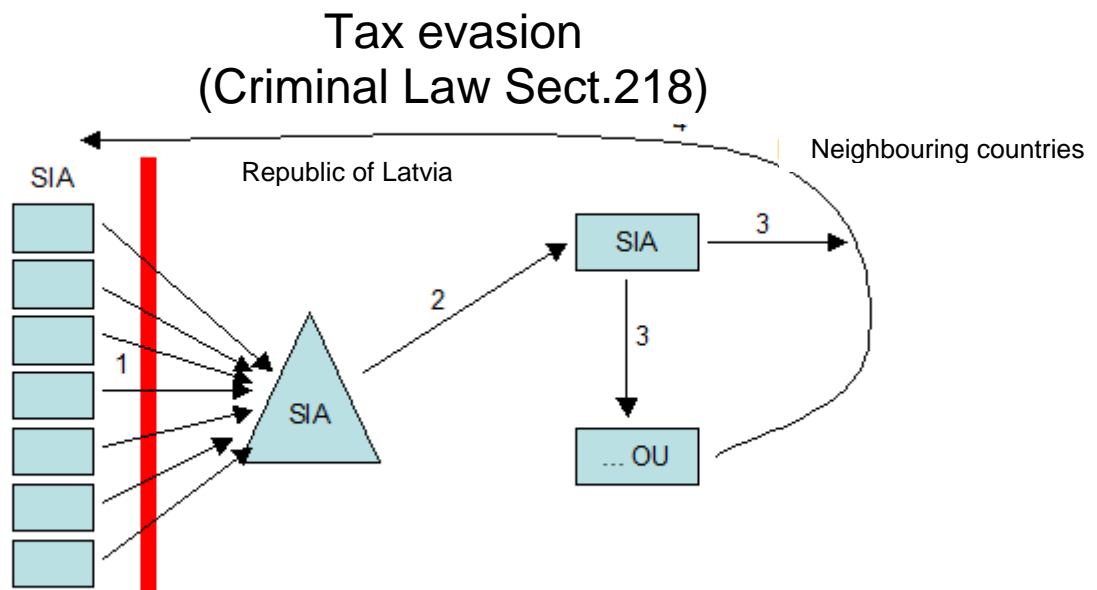 Tax evasion
(Criminal Law Sect.218)
4
Neighbouring countries
Republic of Latvia
SIA
SIA
3
2
3
1
SIA
... OU